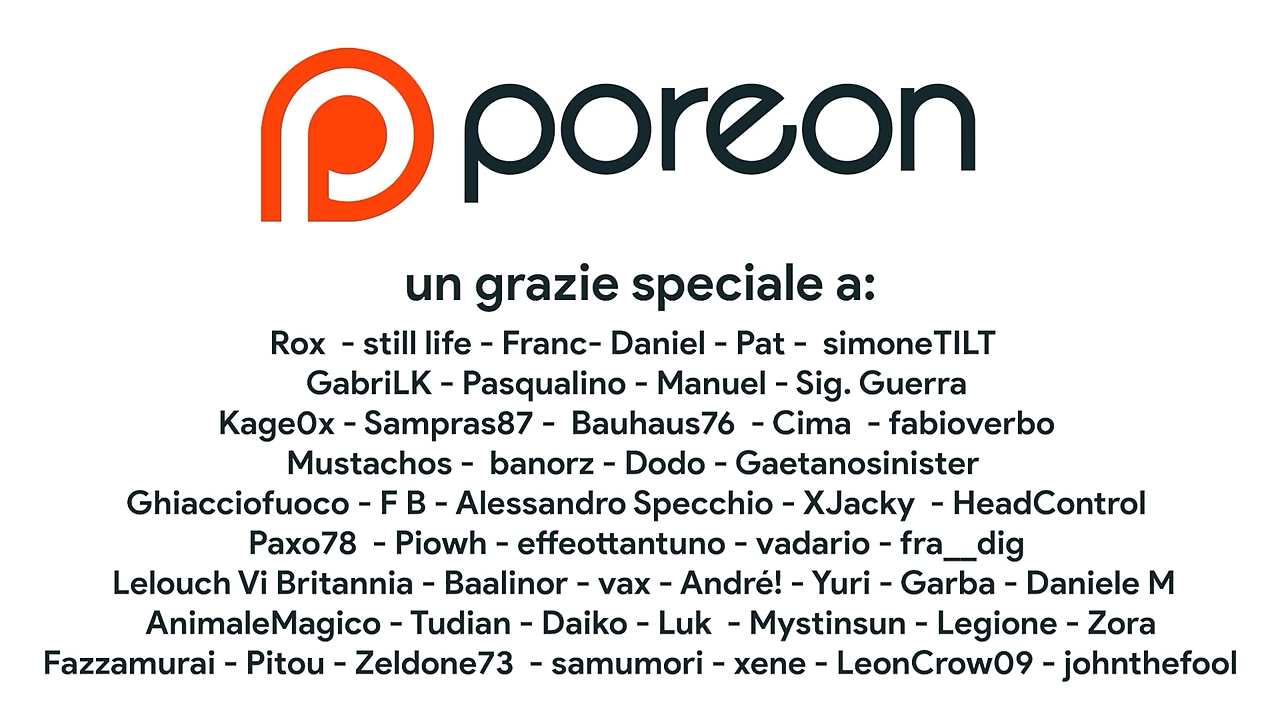 poreon
un grazie speciale a:
Rox - still life - Franc- Daniel - Pat - simoneTILT
GabriLK - Pasqualino - Manuel - Sig. Guerra
Kage0x - Sampras87 - Bauhaus76 - Cima - fabioverbo
Mustachos - banorz - Dodo - Gaetanosinister
Ghiacciofuoco - F B - Alessandro Specchio - XJacky - HeadControl
Paxo78 - Piowh - effeottantuno - vadario - fra__dig
Lelouch Vi Britannia - Baalinor - vax - André! - Yuri - Garba - Daniele M
AnimaleMagico - Tudian - Daiko - Luk - Mystinsun - Legione - Zora
Fazzamurai - Pitou - Zeldone73 - samumori - xene - LeonCrow09 - johnthefool